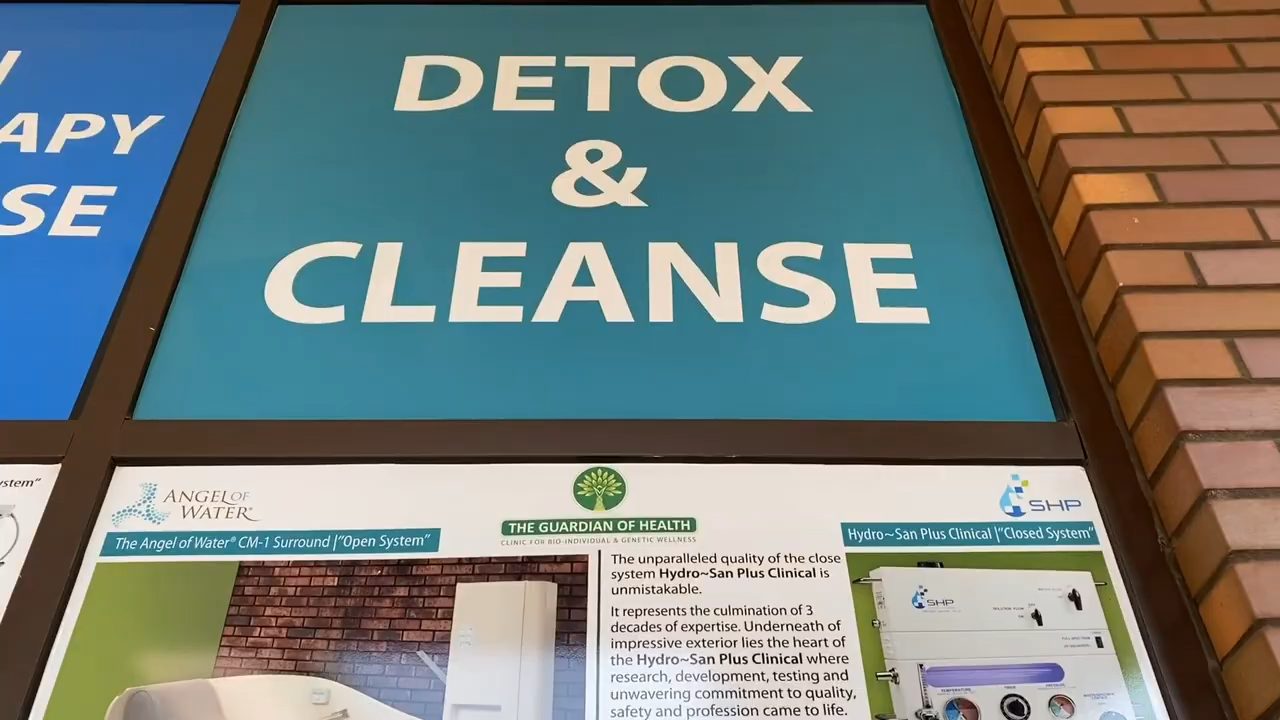 APY
SE
DETOX
&
CLEANSE
ystem"
ANGEL OF
WATER®
The Angel of Water® CM-1 Surround |"Open System"
THE GUARDIAN OF HEALTH
CLINIC FOR BIO-INDIVIDUAL & GENETIC WELLNESS
SHP
Hydro~San Plus Clinical |"Closed System"
The unparalleled quality of the close
system Hydro~San Plus Clinical is
unmistakable.
It represents the culmination of 3
decades of expertise. Underneath of
impressive exterior lies the heart of
the Hydro~San Plus Clinical where
research, development, testing and
unwavering commitment to quality,
safety and profession came to life.
SHP
TEMPERATURE